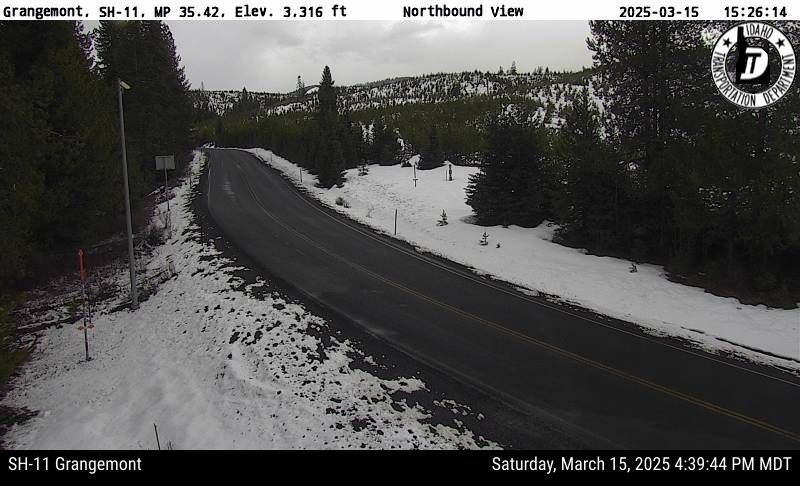 Grangemont, SH-11, MP 35.42, Elev. 3,316 ft Northbound View 2025-03-15 15:26:14
IDAHO
TRANSPORTATION DEPARTMENT
SH-11 Grangemont Saturday, March 15, 2025 4:39:44 PM MDT